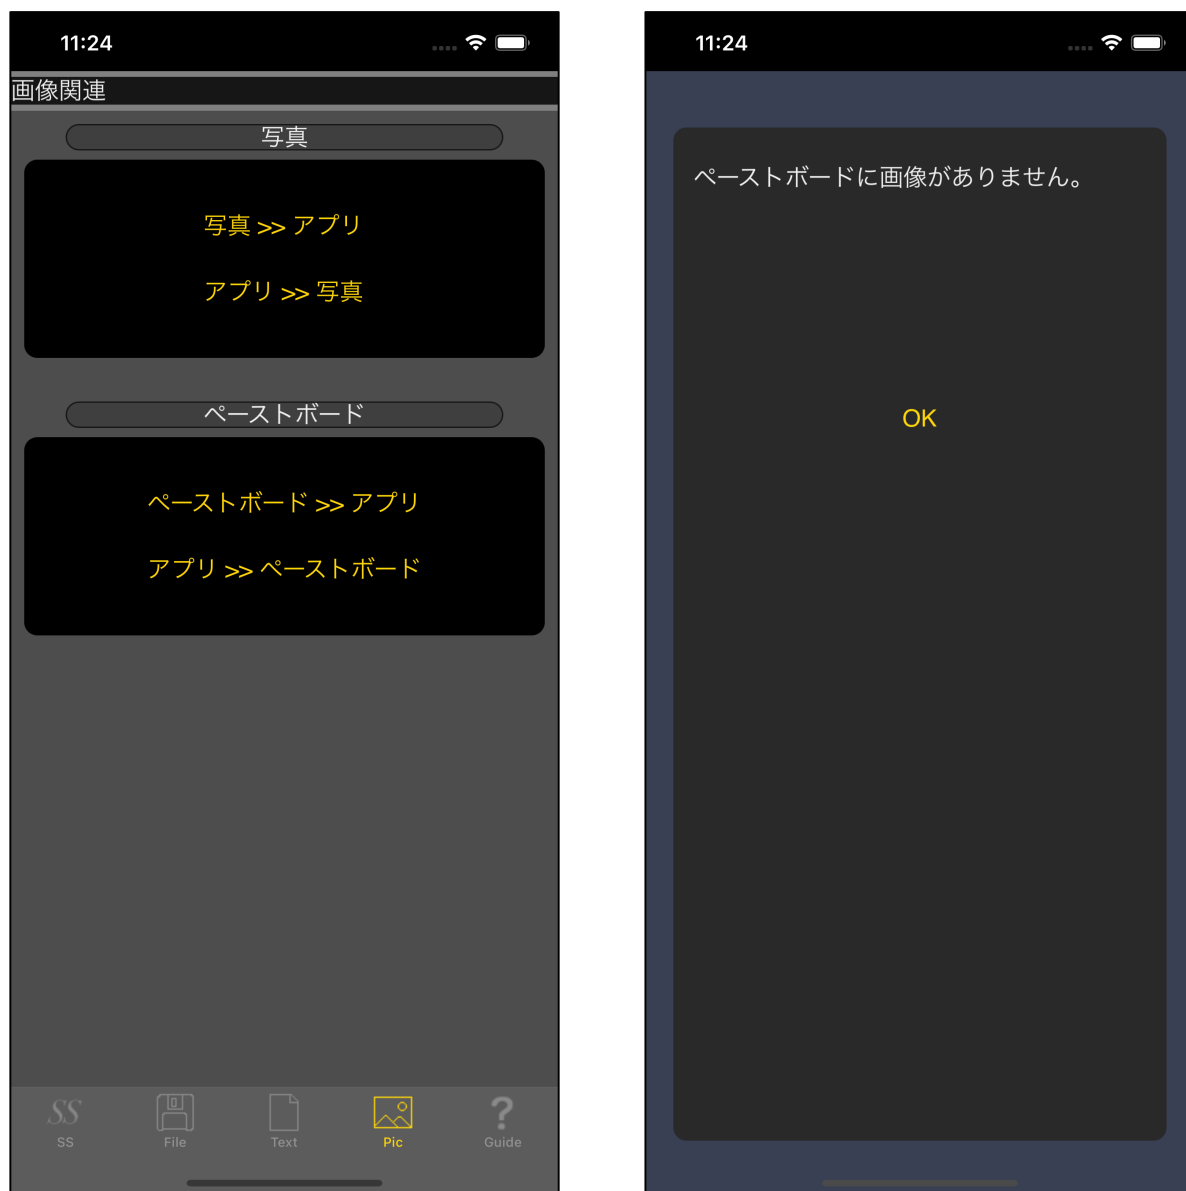 11:24
画像関連
写真
写真 >> アプリ
アプリ >> 写真
ペーストボード
ペーストボード >> アプリ
アプリ >> ペーストボード
SS
SS
File
Text
Pic
?
Guide
11:24
ペーストボードに画像がありません。
OK